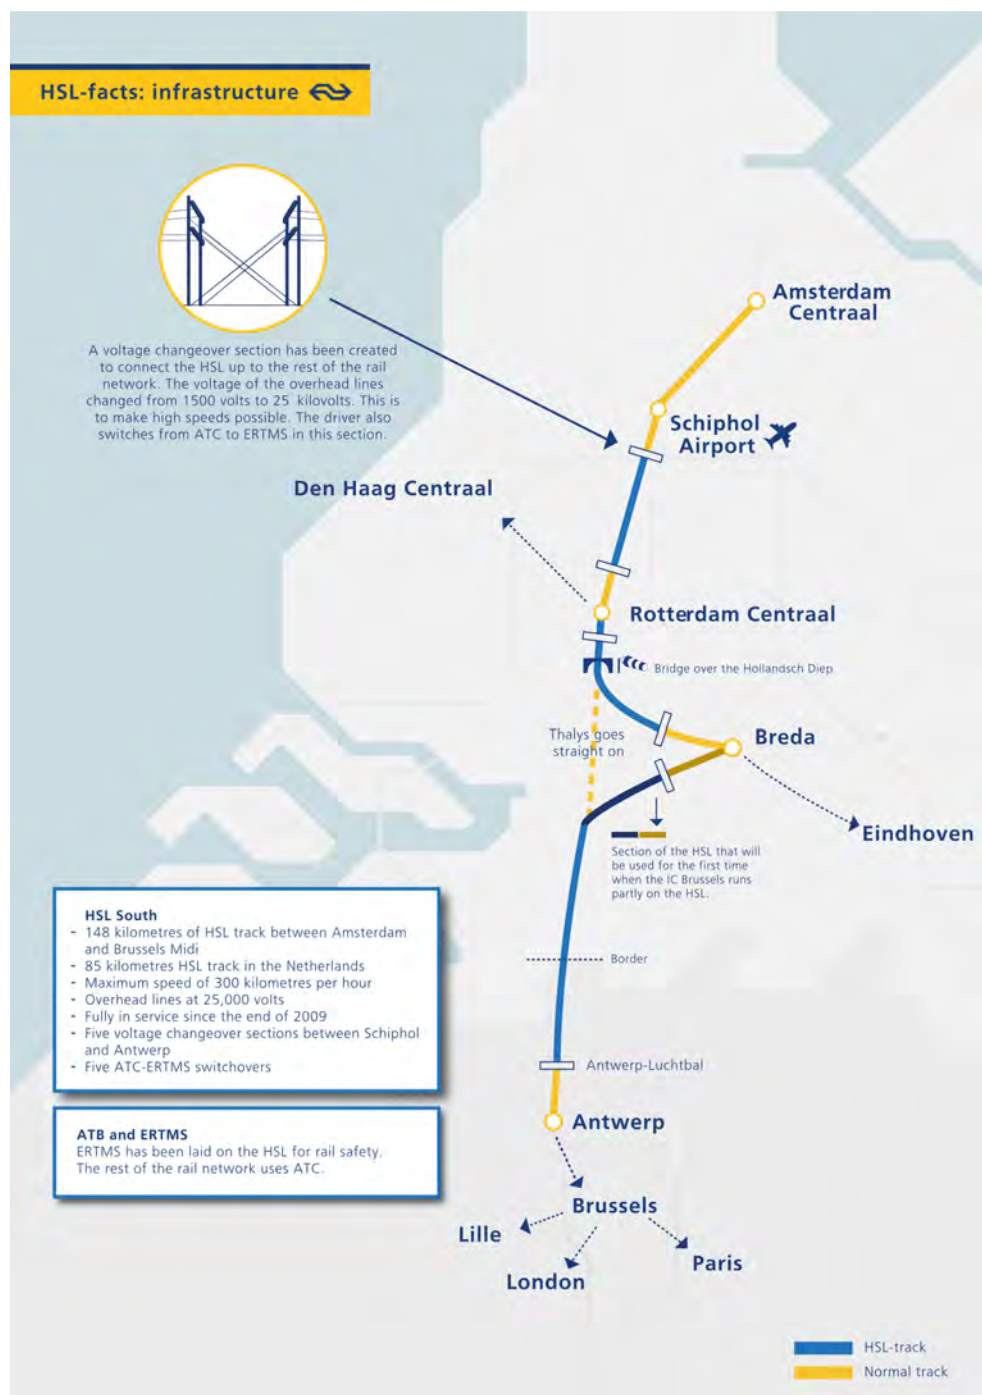 HSL-facts: infrastructure
Amsterdam
Centraal
A voltage changeover section has been created
to connect the HSL up to the rest of the rail
network. The voltage of the overhead lines
changed from 1500 volts to 25 kilovolts. This is
to make high speeds possible. The driver also
switches from ATC to ERTMS in this section.
Schiphol
Airport
Den Haag Centraal
Rotterdam Centraal
Bridge over the Hollandsch Diep
Thalys goes
straight on
Breda
Eindhoven
Section of the HSL that will
be used for the first time
when the IC Brussels runs
partly on the HSL.
HSL South
- 148 kilometres of HSL track between Amsterdam
and Brussels Midi
- 85 kilometres HSL track in the Netherlands
- Maximum speed of 300 kilometres per hour
- Overhead lines at 25,000 volts
- Fully in service since the end of 2009
- Five voltage changeover sections between Schiphol
and Antwerp
- Five ATC-ERTMS switchovers
Border
Antwerp-Luchtbal
ATB and ERTMS
ERTMS has been laid on the HSL for rail safety.
The rest of the rail network uses ATC.
Antwerp
Brussels
Lille
London
Paris
HSL-track
Normal track